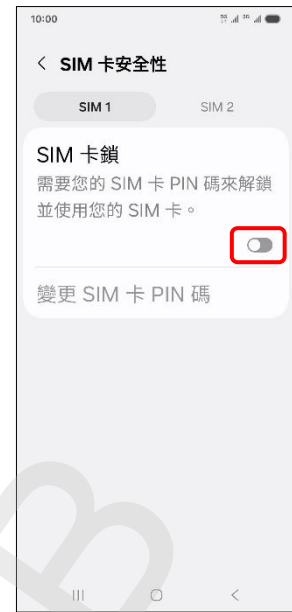 10:00
SIM 卡安全性
SIM 1 SIM 2
SIM 卡鎖
需要您的 SIM 卡 PIN 碼來解鎖
並使用您的 SIM 卡。
變更 SIM 卡 PIN 碼